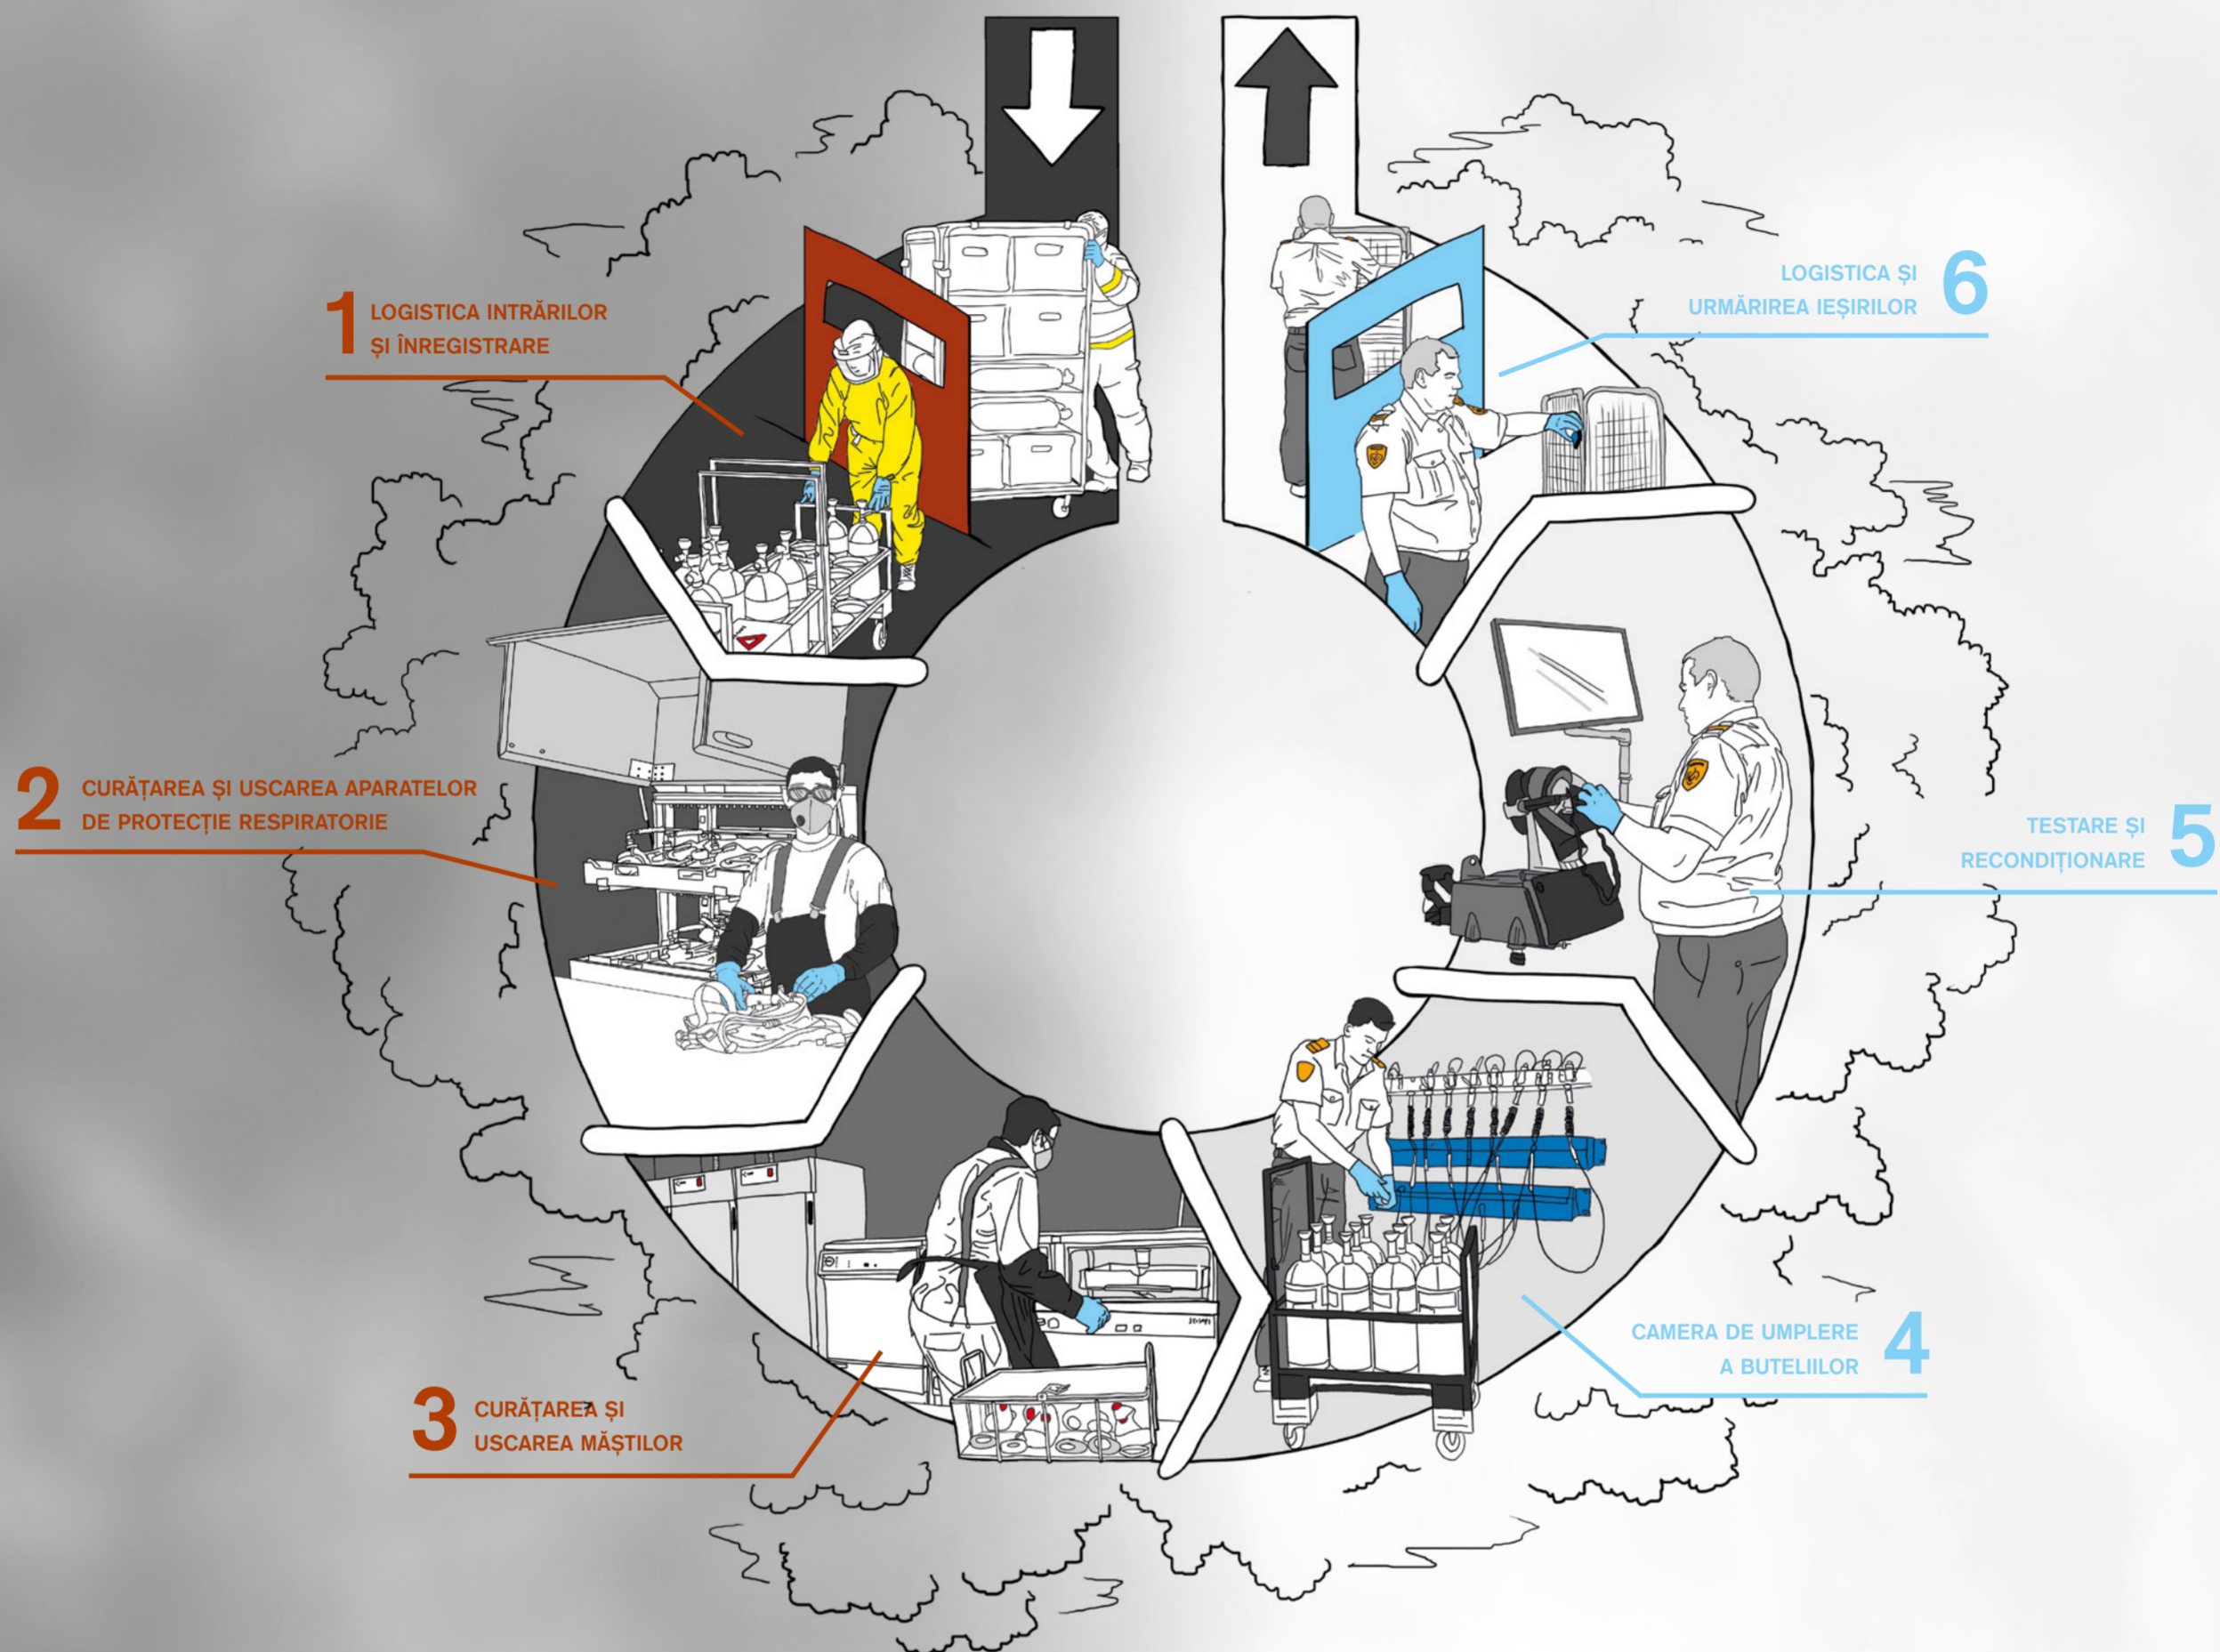 1
LOGISTICA INTRĂRILOR
ȘI ÎNREGISTRARE
2
CURĂȚAREA ȘI USCAREA APARATELOR
DE PROTECȚIE RESPIRATORIE
3
CURĂȚAREA ȘI
USCAREA MĂȘTILOR
4
CAMERA DE UMPLERE
A BUTELIILOR
5
TESTARE ȘI
RECONDIȚIONARE
6
LOGISTICA ȘI
URMĂRIREA IEȘIRILOR